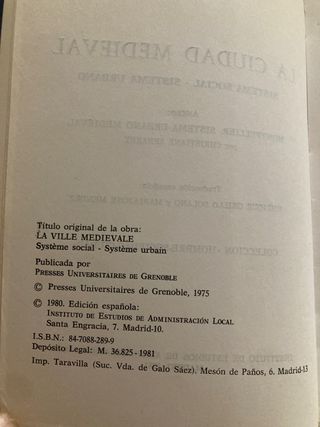 Título original de la obra:
LA VILLE MEDIEVALE
Système social - Système urbain
Publicada por
PRESSES UNIVERSITAIRES DE GRENOBLE
© Presses Universitaires de Grenoble, 1975
© 1980. Edición española:
INSTITUTO DE ESTUDIOS DE ADMINISTRACIÓN LOCAL
Santa Engracia, 7. Madrid-10.
I.S.B.N.: 84-7088-289-9
Depósito Legal: M. 36.825 - 1981
Imp. Taravilla (Suc. Vda. de Galo Sáez). Mesón de Paños, 6. Madrid-13